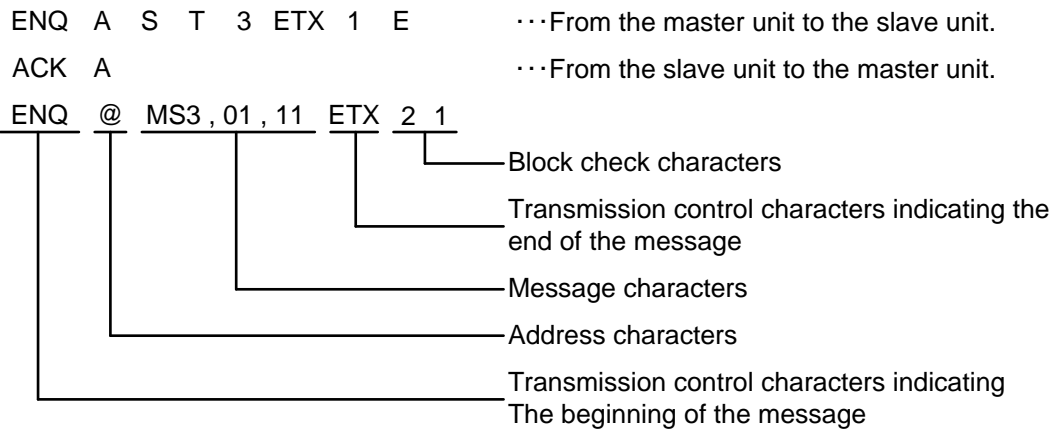 ENQ A S T 3 ETX 1 E ···From the master unit to the slave unit.
ACK A ···From the slave unit to the master unit.
ENQ @ MS3 , 01 , 11 ETX 2 1
Block check characters
Transmission control characters indicating the
end of the message
Message characters
Address characters
Transmission control characters indicating
The beginning of the message